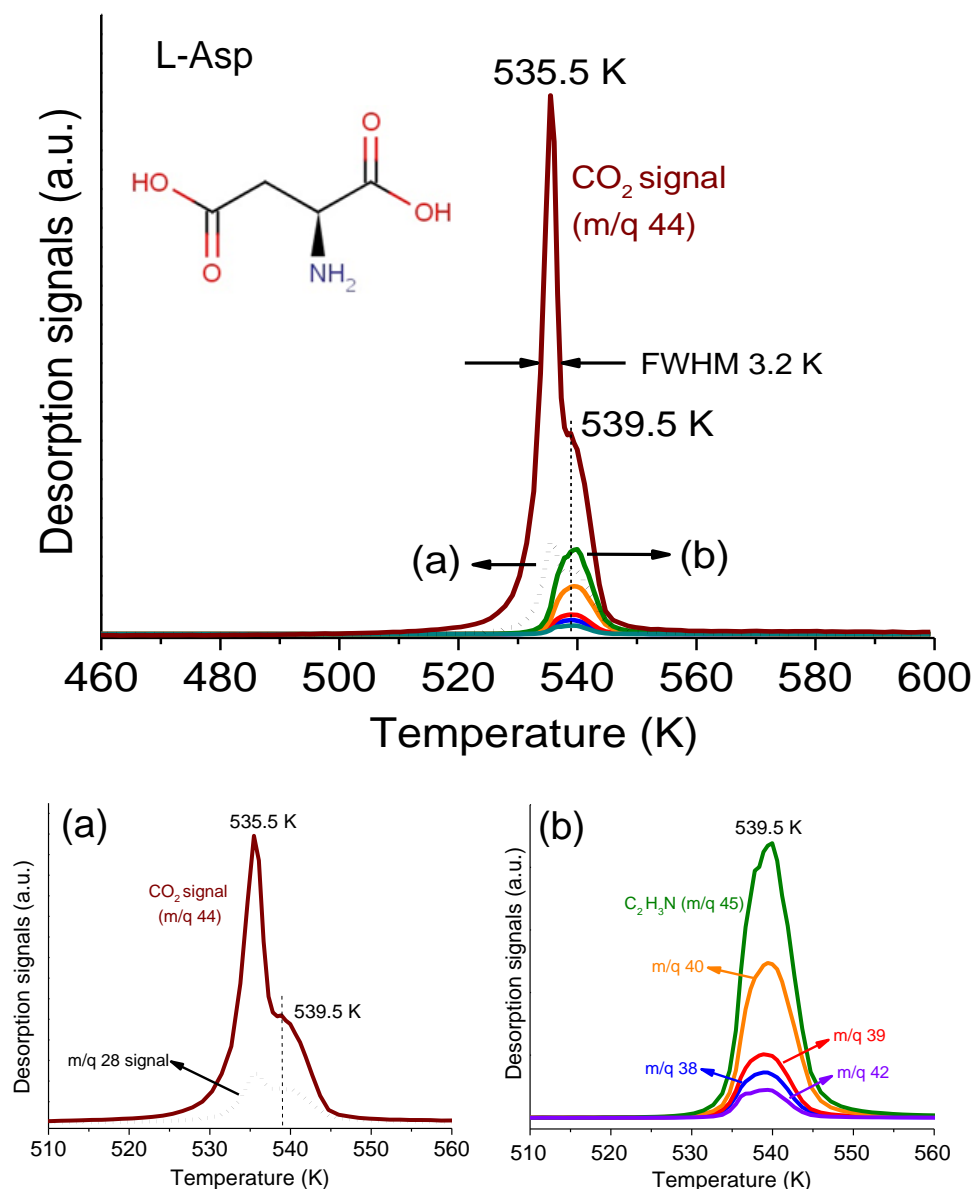 L-Asp
535.5 K
O
HO
OH
O
NH₂
CO₂ signal
(m/q 44)
FWHM 3.2 K
539.5 K
(a)
(b)
Desorption signals (a.u.)
460 480 500 520 540 560 580 600
Temperature (K)
(a)
535.5 K
CO₂ signal
(m/q 44)
539.5 K
m/q 28 signal
Desorption signals (a.u.)
510 520 530 540 550 560
Temperature (K)
(b)
539.5 K
C₂H₃N (m/q 45)
m/q 40
m/q 39
m/q 38
m/q 42
Desorption signals (a.u.)
510 520 530 540 550 560
Temperature (K)